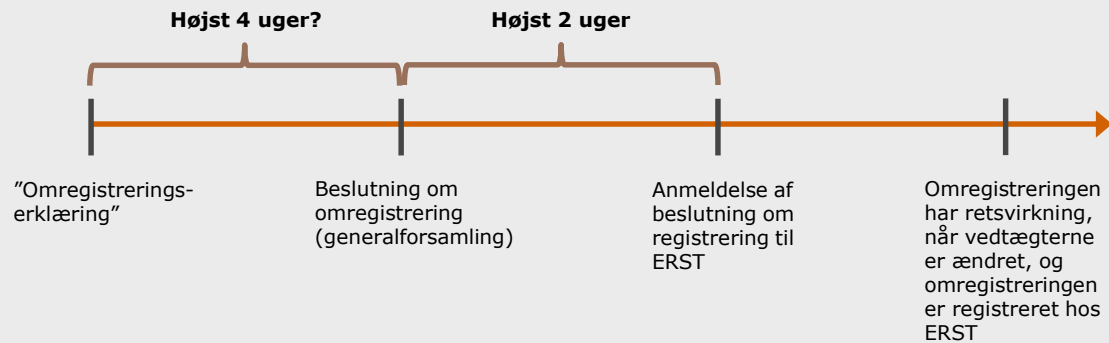 Højst 4 uger?
Højst 2 uger
”Omregistrerings-
erklæring”
Beslutning om
omregistrering
(generalforsamling)
Anmeldelse af
beslutning om
registrering til
ERST
Omregistreringen
har retsvirkning,
når vedtægterne
er ændret, og
omregistreringen
er registreret hos
ERST